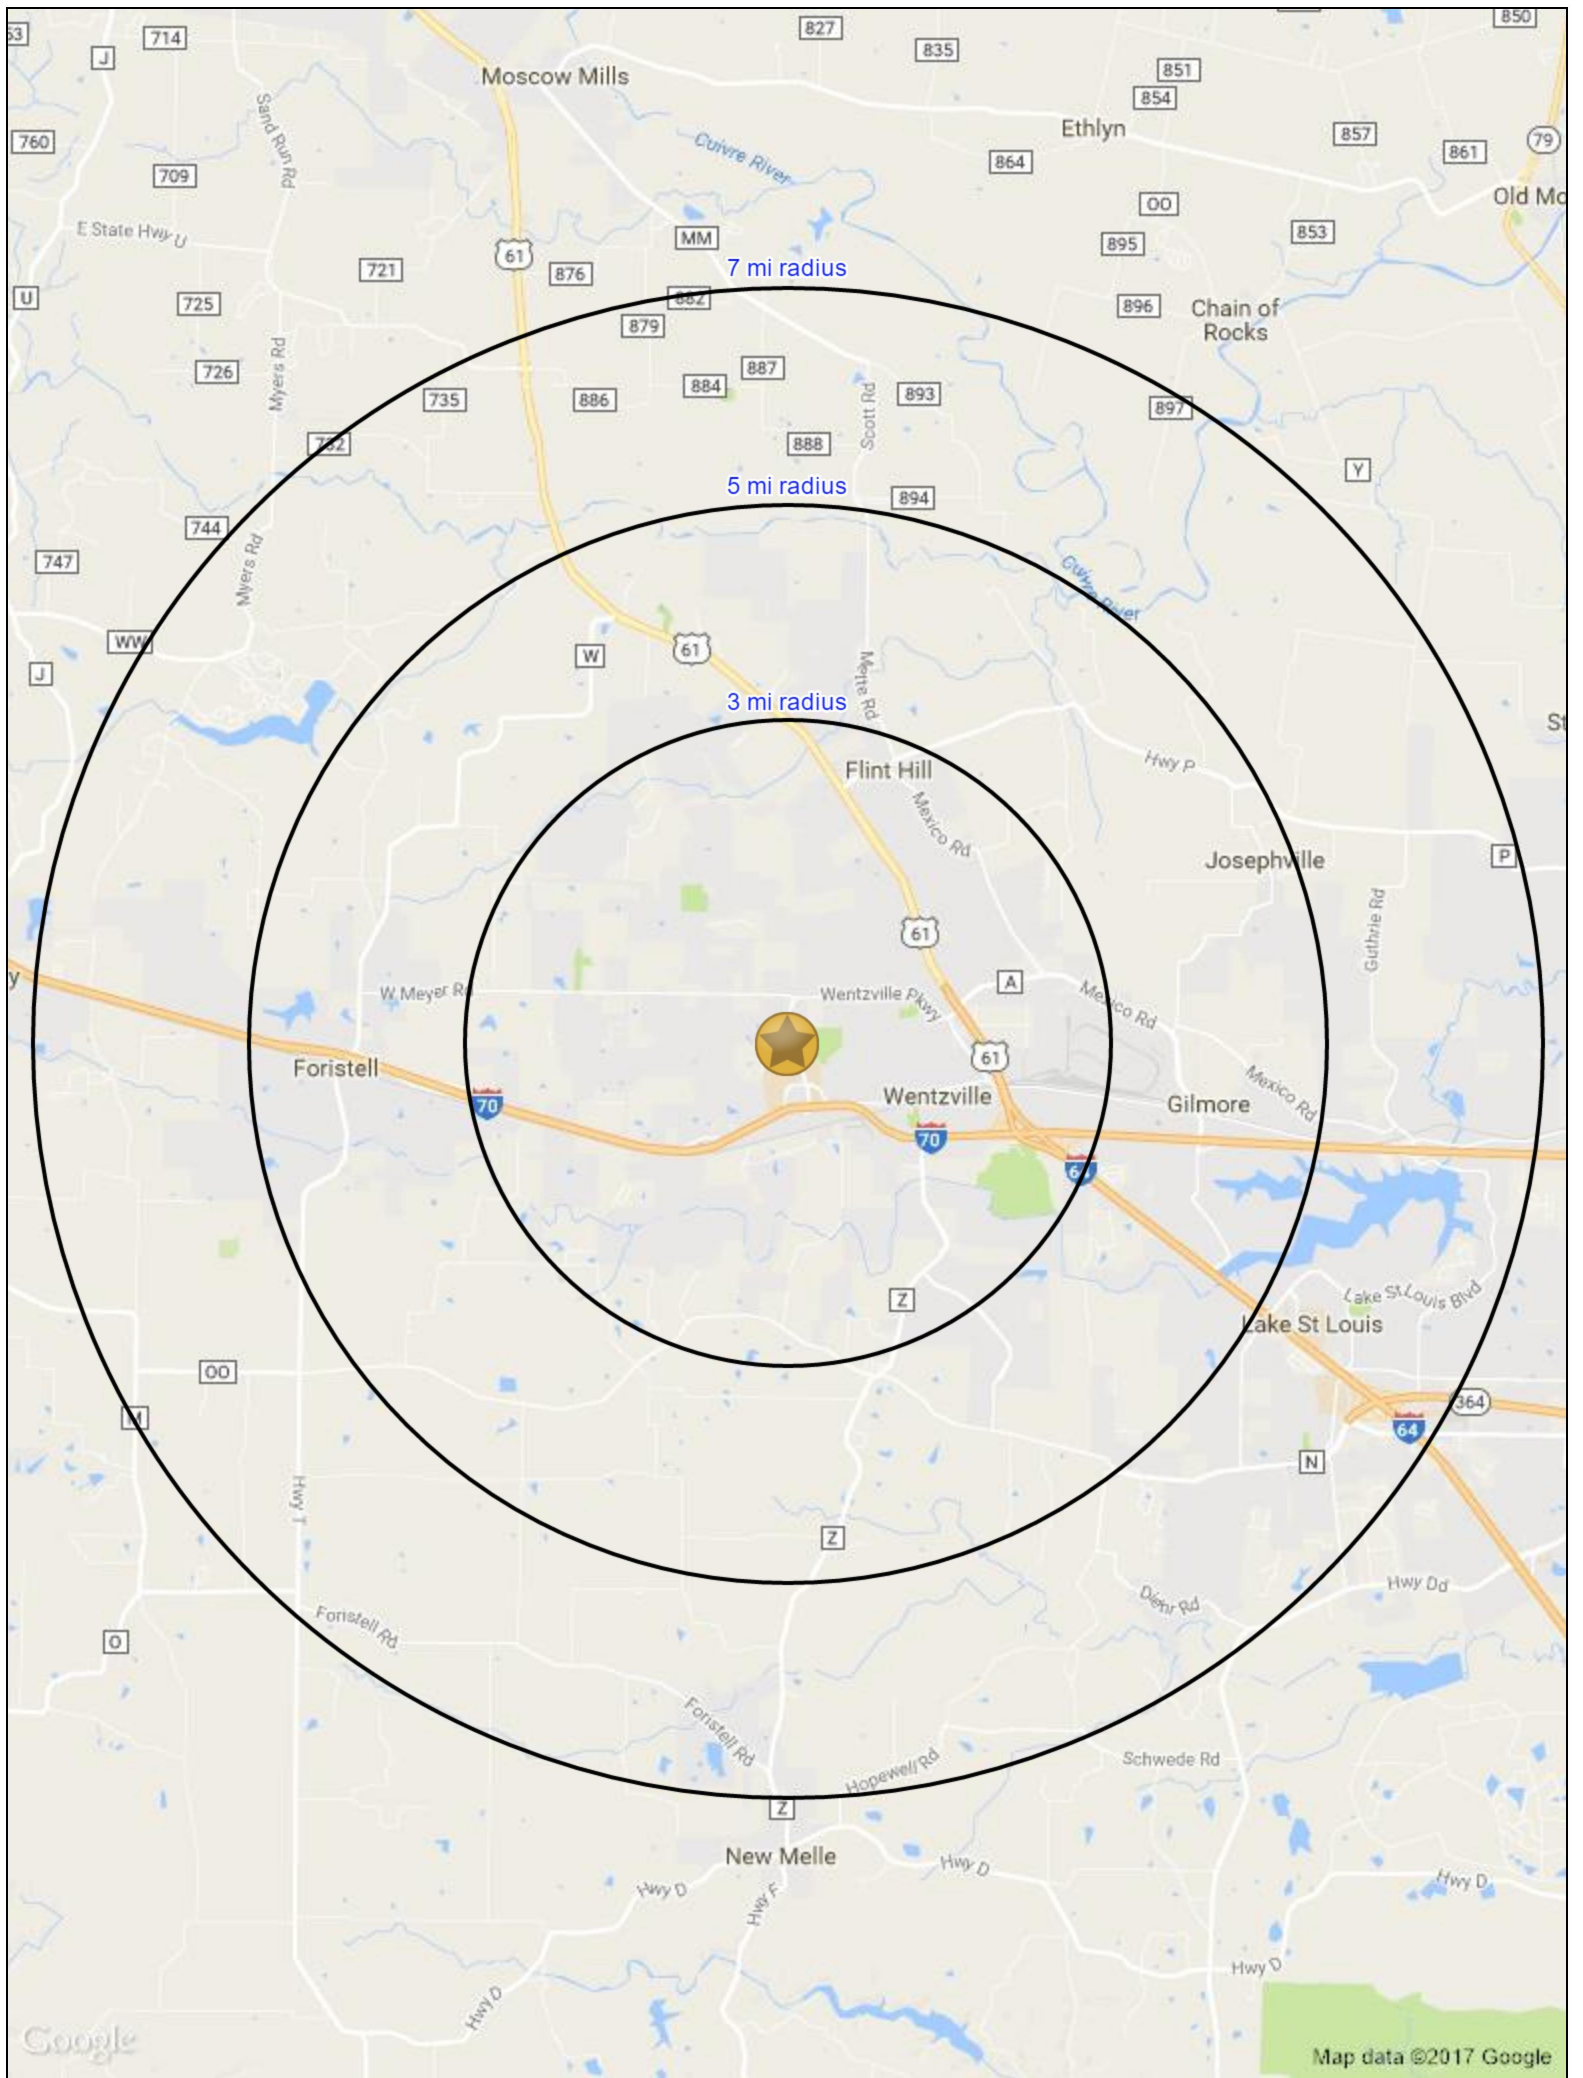 53
714
827
850
J
Moscow Mills
835
851
854
Ethlyn
857
79
760
Sand Run Rd
Cuivre River
864
861
709
Old Mo
OO
E State Hwy U
MM
895
853
61
721
876
7 mi radius
U
725
882
896
Chain of
Rocks
879
726
Myers Rd
887
884
893
735
886
Scott Rd
897
732
888
Y
5 mi radius
894
744
747
Myers Rd
Cuivre River
WW
W
61
J
Mette Rd
3 mi radius
St
Hwy P
Flint Hill
Mexico Rd
Josephville
P
Guthrie Rd
61
y
W Meyer Rd
Wentzville Pkwy
A
Mexico Rd
61
Foristell
Wentzville
Mexico Rd
Gilmore
70
70
64
Z
Lake St.Louis Blvd
Lake St Louis
OO
M
364
64
N
Hwy T
Z
Hwy Dd
Diehr Rd
Foristell Rd
O
Foristell Rd
Hopewell Rd
Schwede Rd
Z
New Melle
Hwy D
Hwy D
Hwy D
Hwy F
Hwy D
Hwy D
Google
Map data ©2017 Google